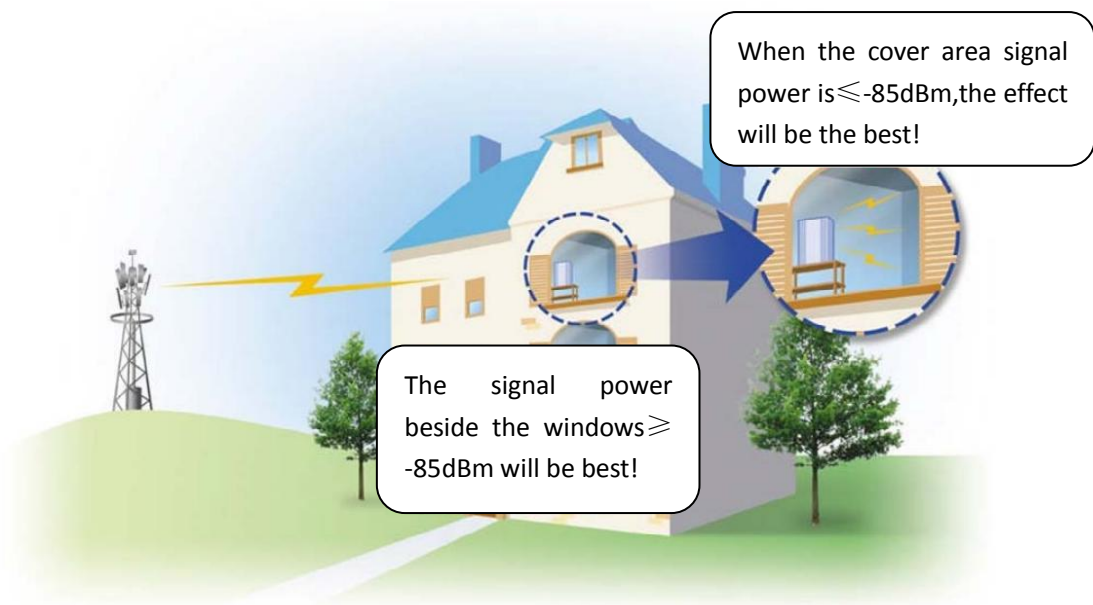 When the cover area signal
power is≤-85dBm,the effect
will be the best!
The signal power
beside the windows≥
-85dBm will be best!